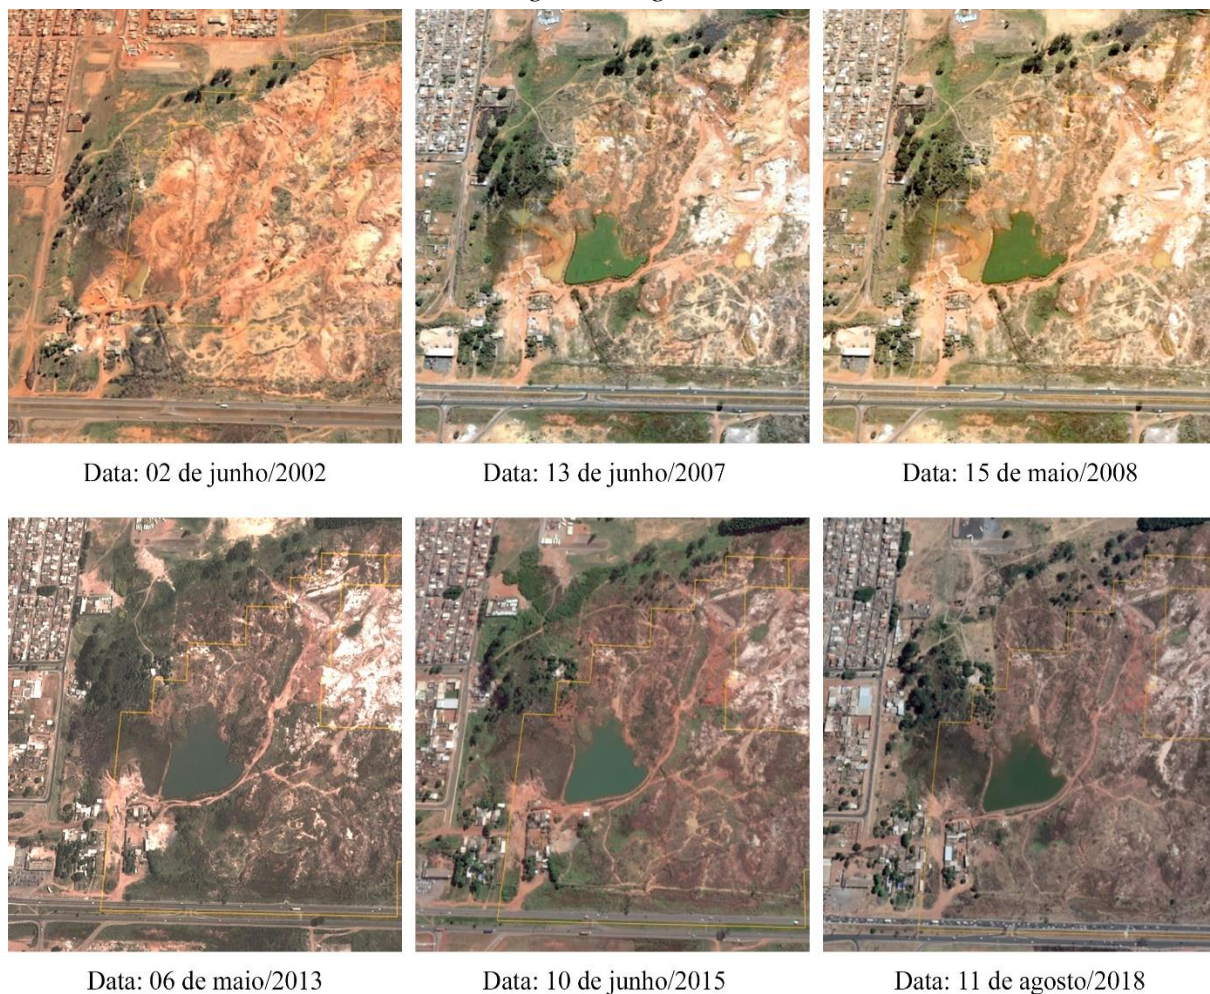 Data: 02 de junho/2002
Data: 13 de junho/2007
Data: 15 de maio/2008
Data: 06 de maio/2013
Data: 10 de junho/2015
Data: 11 de agosto/2018